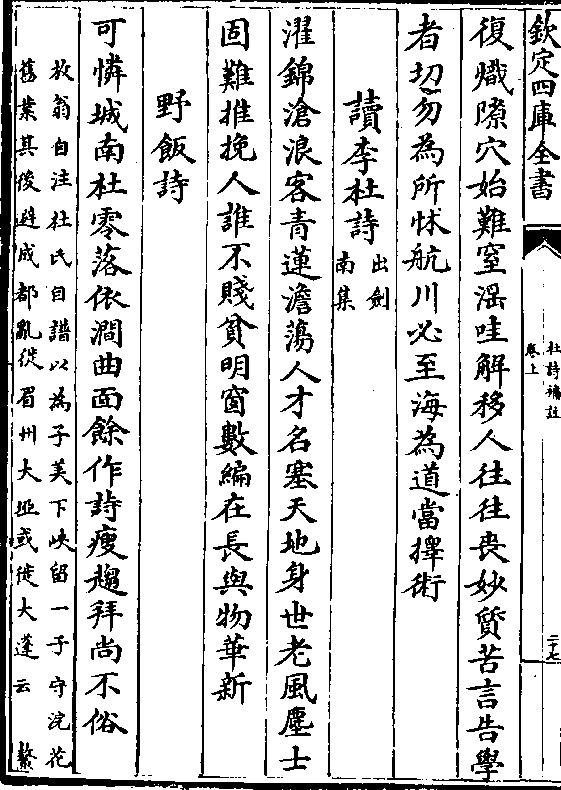 欽定四庫全書
杜詩攟
卷上
二十七
復熾隙穴始難窒滛哇解移人往往丧妙質苦言告學
者切勿為所怵航川必至海為道當擇術
讀李杜詩
出劍
南集
濯錦滄浪客青蓮澹蕩人才名塞天地身世老風塵士
固難推挽人誰不賤貧明窗數編在長與物華新
野飯詩
可憐城南杜零落依澗曲面餘作詩瘦趨拜尚不俗
放翁自注杜氏自譜以為子美下峽留一子守浣花
舊業其後避成都亂徙眉州大埡或徙大蓬云